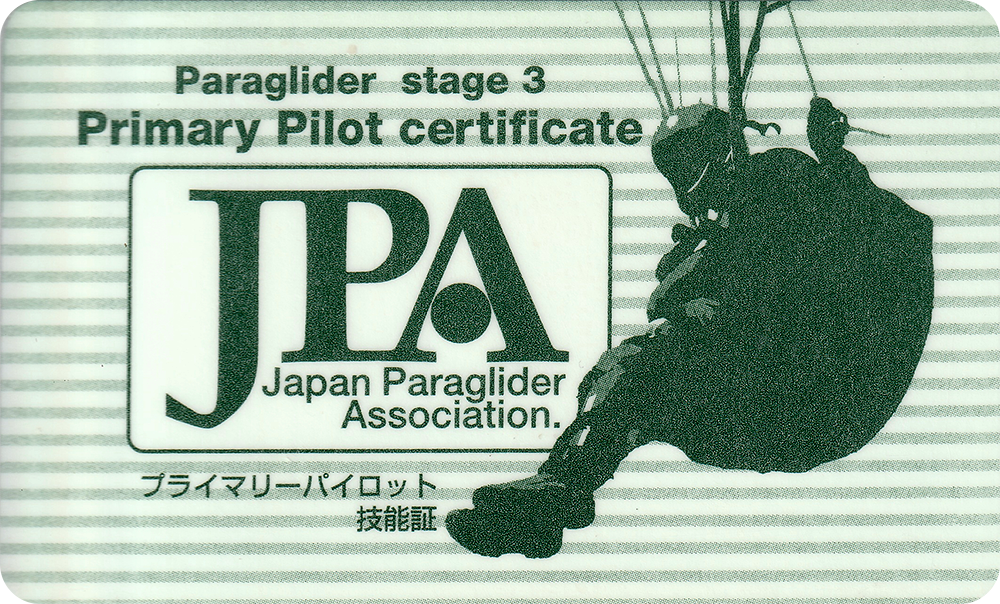 Paraglider stage 3
Primary Pilot certificate
JPA
Japan Paraglider
Association.
プライマリーパイロット
技能証